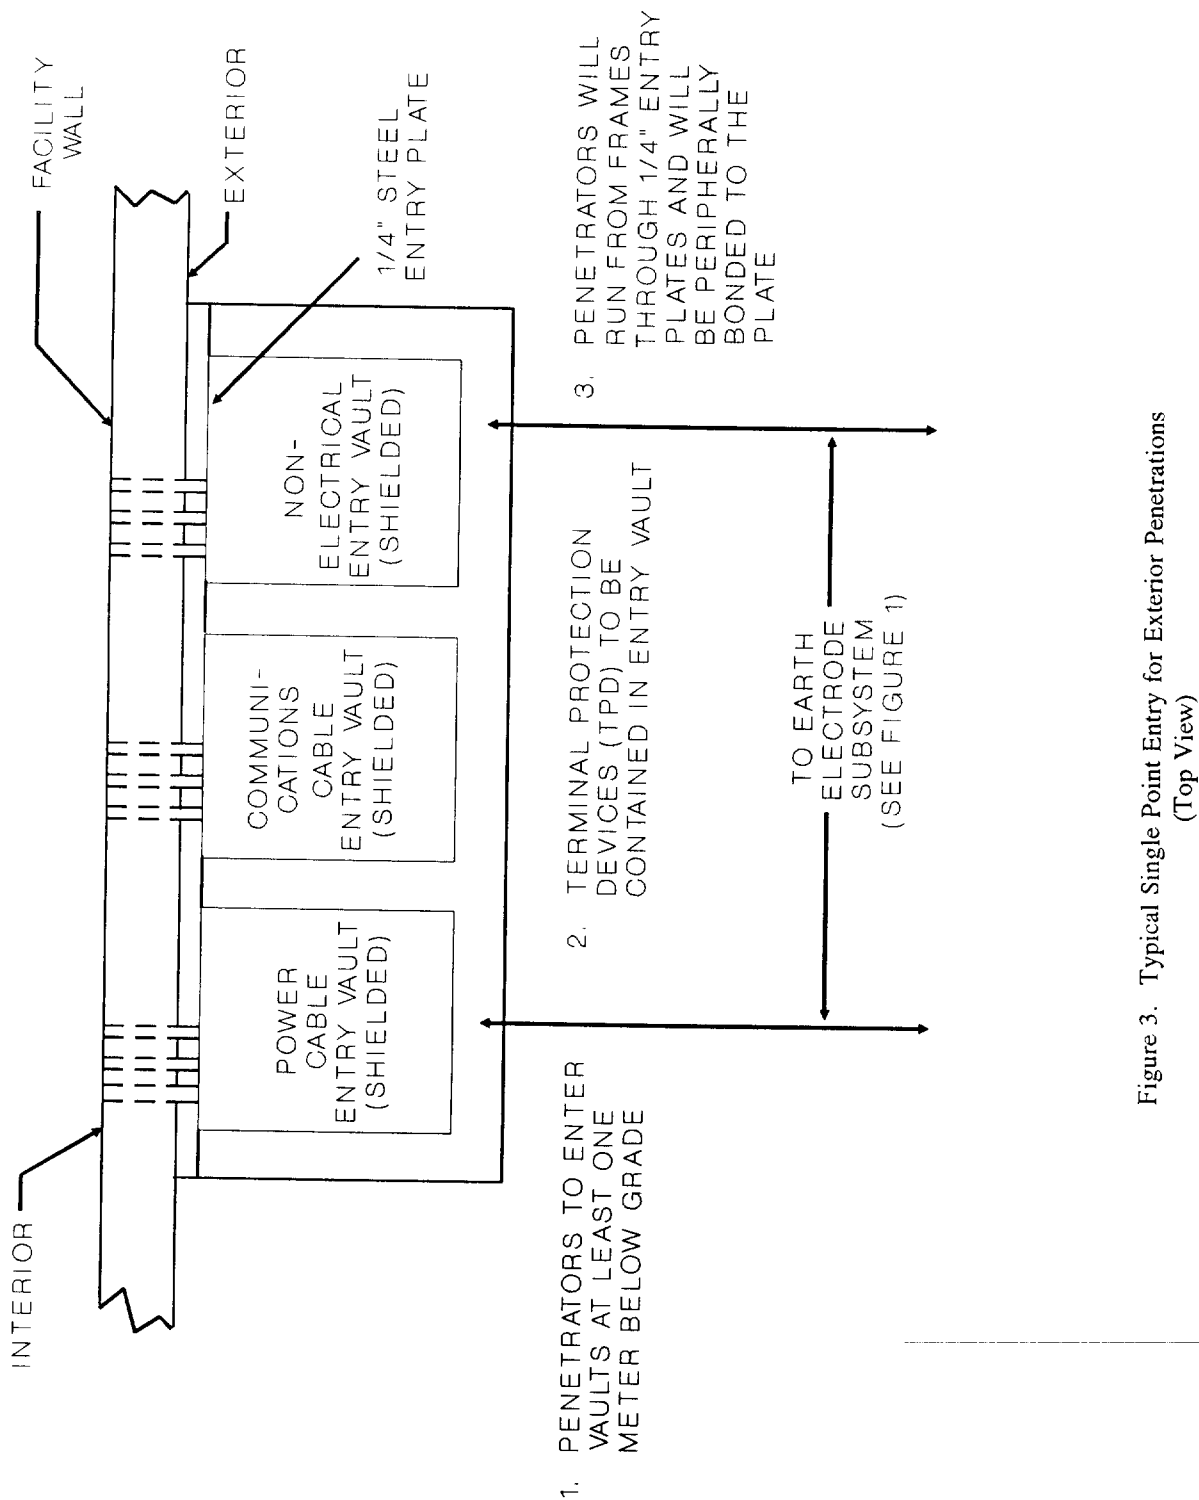 INTERIOR
FACILITY
WALL
EXTERIOR
1/4" STEEL
ENTRY PLATE
POWER
CABLE
ENTRY VAULT
(SHIELDED)
COMMUNI-
CATIONS
CABLE
ENTRY VAULT
(SHIELDED)
NON-
ELECTRICAL
ENTRY VAULT
(SHIELDED)
1. PENETRATORS TO ENTER
VAULTS AT LEAST ONE
METER BELOW GRADE
2. TERMINAL PROTECTION
DEVICES (TPD) TO BE
CONTAINED IN ENTRY VAULT
3. PENETRATORS WILL
RUN FROM FRAMES
THROUGH 1/4" ENTRY
PLATES AND WILL
BE PERIPHERALLY
BONDED TO THE
PLATE
TO EARTH
ELECTRODE
SUBSYSTEM
(SEE FIGURE 1)
Figure 3. Typical Single Point Entry for Exterior Penetrations
(Top View)